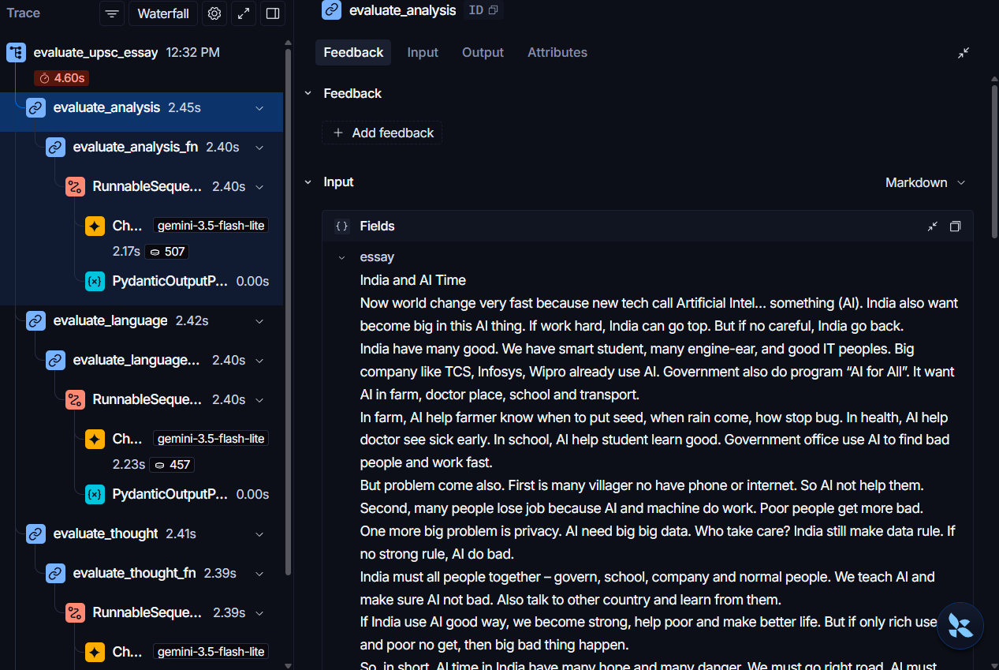 Trace
Waterfall
evaluate_upsc_essay 12:32 PM
4.60s
evaluate_analysis 2.45s
evaluate_analysis_fn 2.40s
RunnableSeque... 2.40s
Ch... gemini-3.5-flash-lite
2.17s 507
PydanticOutputP... 0.00s
evaluate_language 2.42s
evaluate_language... 2.40s
RunnableSeque... 2.40s
Ch... gemini-3.5-flash-lite
2.23s 457
PydanticOutputP... 0.00s
evaluate_thought 2.41s
evaluate_thought_fn 2.39s
RunnableSeque... 2.39s
Ch... gemini-3.5-flash-lite
evaluate_analysis ID
Feedback Input Output Attributes
Feedback
+ Add feedback
Input Markdown
{} Fields
essay
India and AI Time
Now world change very fast because new tech call Artificial Intel... something (AI). India also want
become big in this AI thing. If work hard, India can go top. But if no careful, India go back.
India have many good. We have smart student, many engine-ear, and good IT peoples. Big
company like TCS, Infosys, Wipro already use AI. Government also do program “AI for All”. It want
AI in farm, doctor place, school and transport.
In farm, AI help farmer know when to put seed, when rain come, how stop bug. In health, AI help
doctor see sick early. In school, AI help student learn good. Government office use AI to find bad
people and work fast.
But problem come also. First is many villager no have phone or internet. So AI not help them.
Second, many people lose job because AI and machine do work. Poor people get more bad.
One more big problem is privacy. AI need big big data. Who take care? India still make data rule. If
no strong rule, AI do bad.
India must all people together – govern, school, company and normal people. We teach AI and
make sure AI not bad. Also talk to other country and learn from them.
If India use AI good way, we become strong, help poor and make better life. But if only rich use
and poor no get, then big bad thing happen.
So, in short, AI time in India have many hope and many danger. We must go right road. AI must